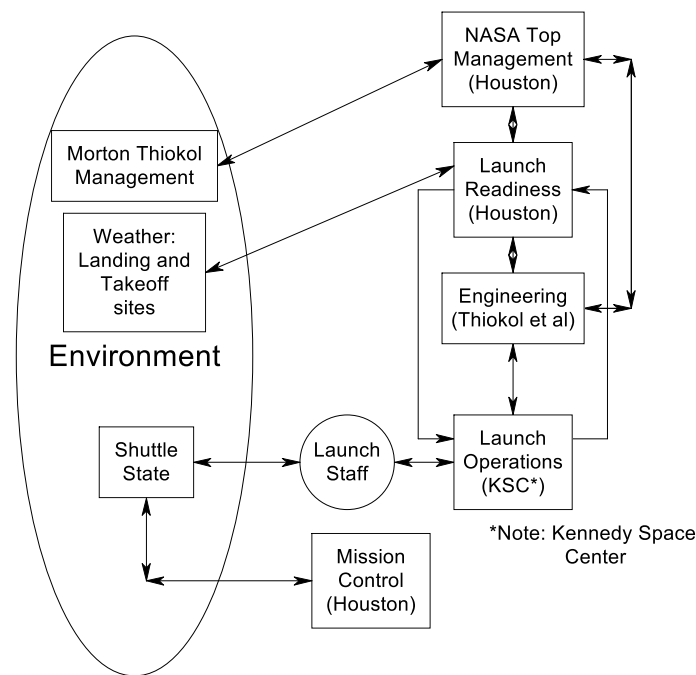 NASA Top
Management
(Houston)
Morton Thiokol
Management
Launch
Readiness
(Houston)
Weather:
Landing and
Takeoff
sites
Engineering
(Thiokol et al)
Environment
Shuttle
State
Launch
Staff
Launch
Operations
(KSC*)
*Note: Kennedy Space
Center
Mission
Control
(Houston)